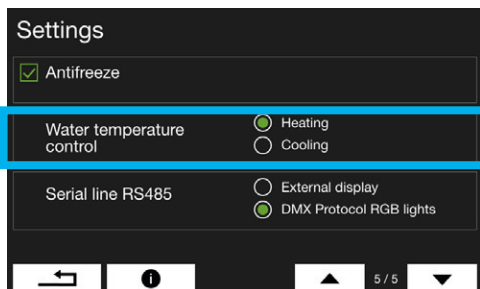 Settings
Antifreeze
Water temperature
control
Heating
Cooling
Serial line RS485
External display
DMX Protocol RGB lights
5 / 5